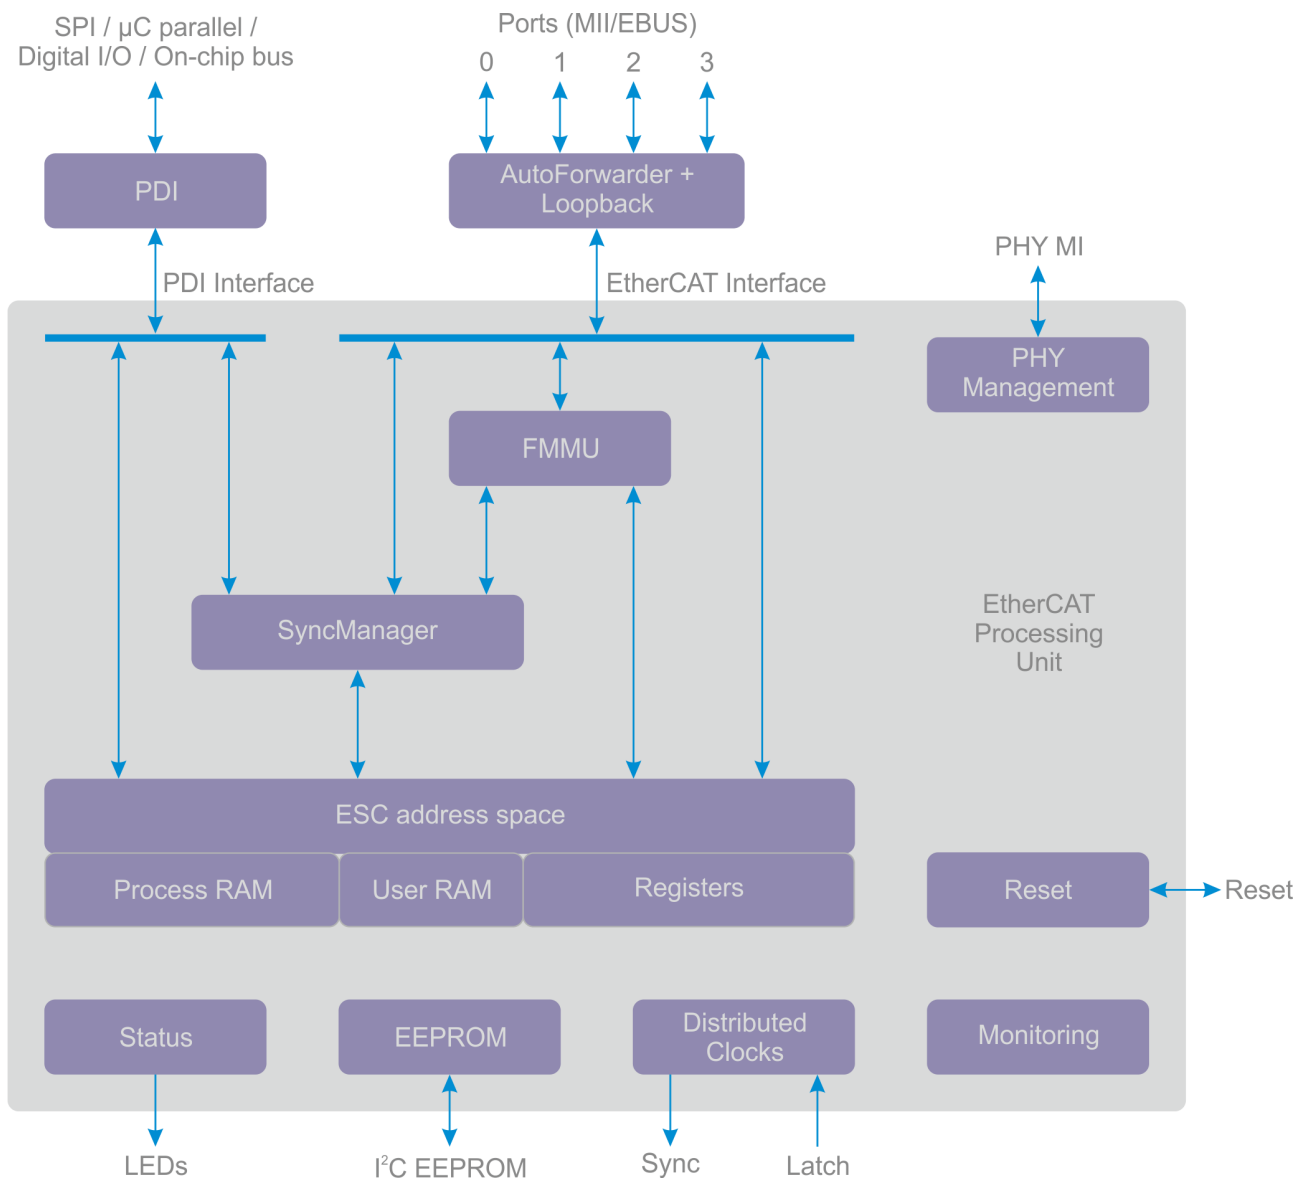 SPI / µC parallel /
Digital I/O / On-chip bus
Ports (MII/EBUS)
0 1 2 3
PDI
AutoForwarder +
Loopback
PHY MI
PDI Interface
EtherCAT Interface
PHY
Management
FMMU
EtherCAT
Processing
Unit
SyncManager
ESC address space
Process RAM
User RAM
Registers
Reset
Reset
Status
EEPROM
Distributed
Clocks
Monitoring
LEDs
I²C EEPROM
Sync
Latch